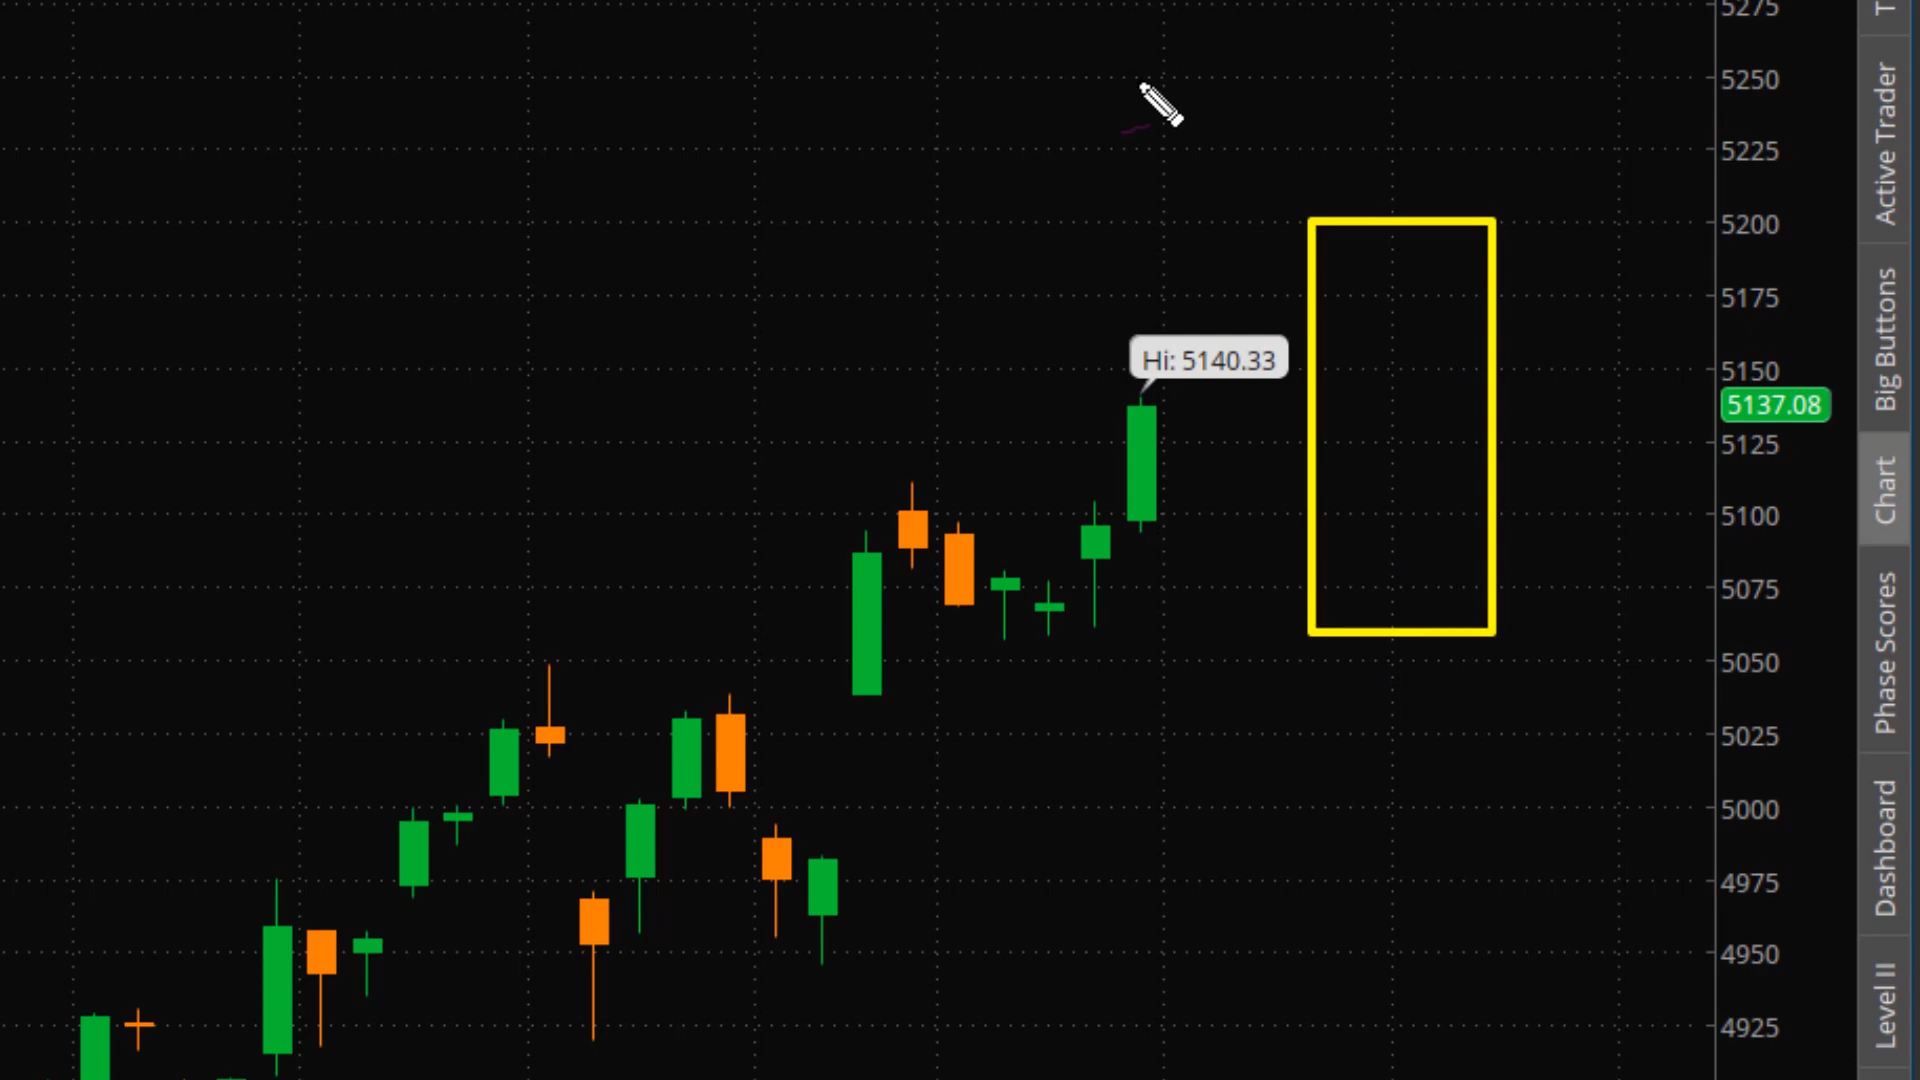 5275
5250
5225
5200
5175
Hi: 5140.33
5150
5137.08
5125
5100
5075
5050
5025
5000
4975
4950
4925
T
Active Trader
Big Buttons
Chart
Phase Scores
Dashboard
Level II